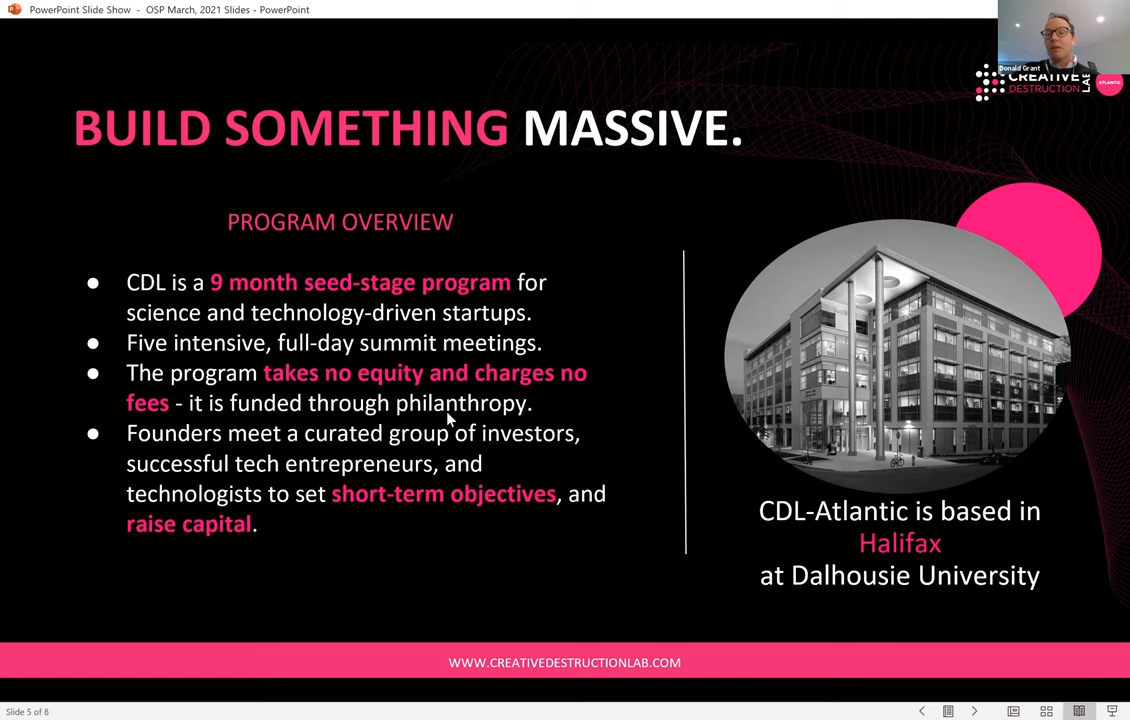 PowerPoint Slide Show - OSP March, 2021 Slides - PowerPoint
Donald Grant
CREATIVE
DESTRUCTION
LAB
ATLANTIC
BUILD SOMETHING MASSIVE.
PROGRAM OVERVIEW
● CDL is a 9 month seed-stage program for
science and technology-driven startups.
● Five intensive, full-day summit meetings.
● The program takes no equity and charges no
fees - it is funded through philanthropy.
● Founders meet a curated group of investors,
successful tech entrepreneurs, and
technologists to set short-term objectives, and
raise capital.
CDL-Atlantic is based in
Halifax
at Dalhousie University
WWW.CREATIVEDESTRUCTIONLAB.COM
Slide 5 of 8